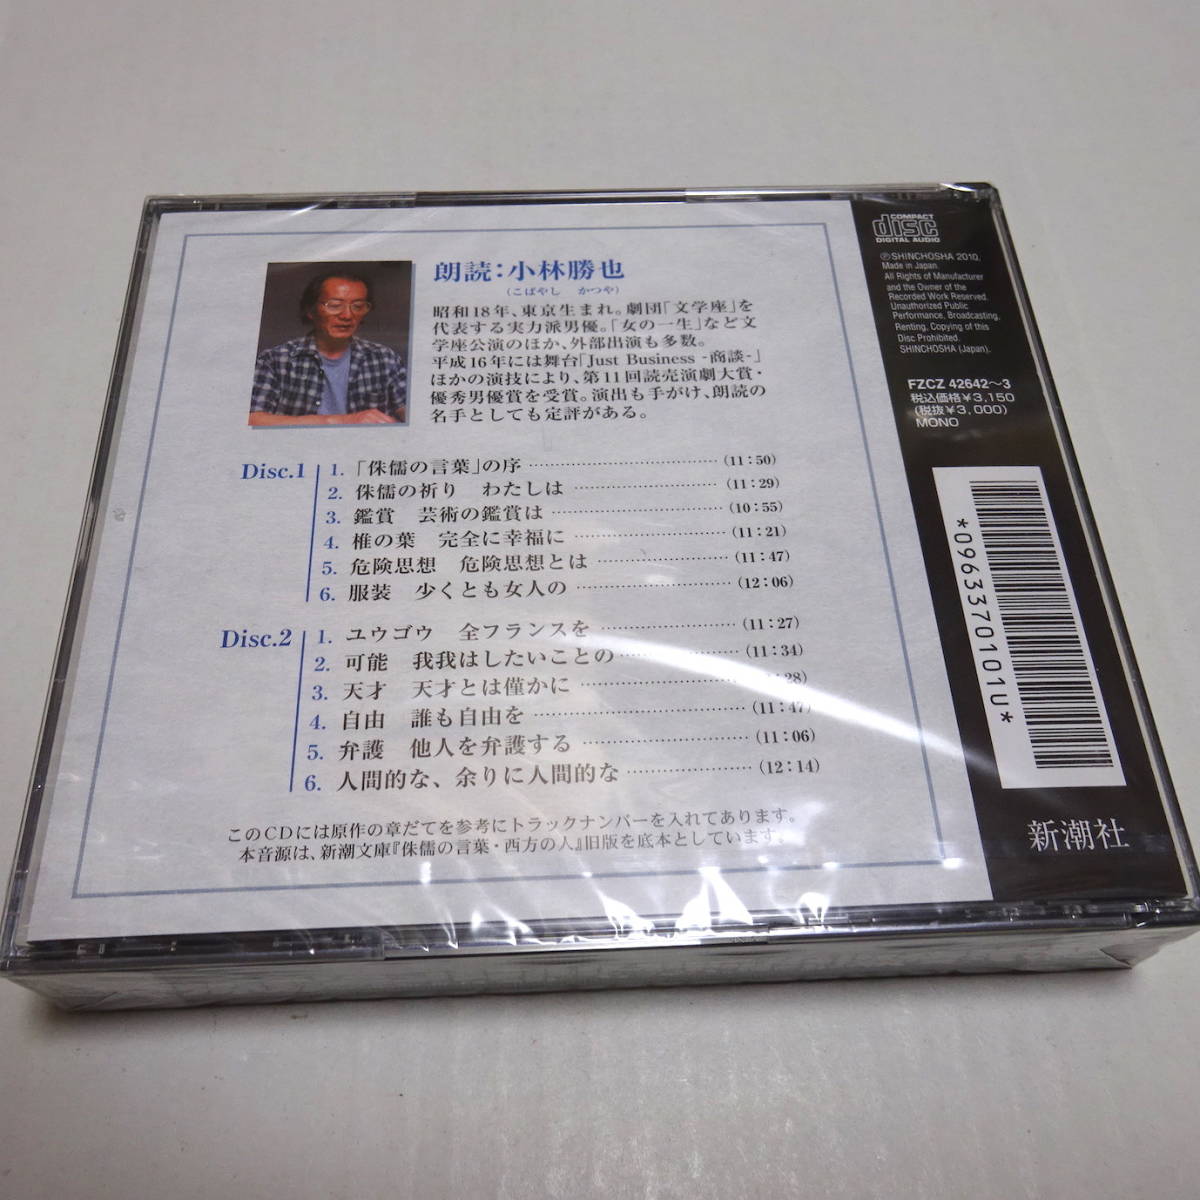 朗読：小林勝也
(こばやし かつや)
昭和18年、東京生まれ。劇団「文学座」を
代表する実力派男優。「女の一生」など文
学座公演のほか、外部出演も多数。
平成16年には舞台「Just Business -商談-」
ほかの演技により、第11回読売演劇大賞・
優秀男優賞を受賞。演出も手がけ、朗読の
名手としても定評がある。
Disc.1
1. 「侏儒の言葉」の序 (11：50)
2. 侏儒の祈り わたしは (11：29)
3. 鑑賞 芸術の鑑賞は (10：55)
4. 椎の葉 完全に幸福に (11：21)
5. 危険思想 危険思想とは (11：47)
6. 服装 少くとも女人の (12：06)
Disc.2
1. ユウゴウ 全フランスを (11：27)
2. 可能 我我はしたいことの (11：34)
3. 天才 天才とは僅かに :28)
4. 自由 誰も自由を (11：47)
5. 弁護 他人を弁護する (11：06)
6. 人間的な、余りに人間的な (12：14)
このCDには原作の章だてを参考にトラックナンバーを入れてあります。
本音源は、新潮文庫『侏儒の言葉・西方の人』旧版を底本としています。
COMPACT
disc
DIGITAL AUDIO
ⓅSHINCHOSHA 2010,
Made in Japan
All Rights of Manufacturer
and the Owner of the
Recorded Work Reserved.
Unauthorized Public
Performance, Broadcasting,
Renting, Copying of this
Disc Prohibited.
SHINCHOSHA (Japan).
FZCZ 42642～3
税込価格¥3,150
(税抜¥3,000)
MONO
*0963370101U*
新潮社